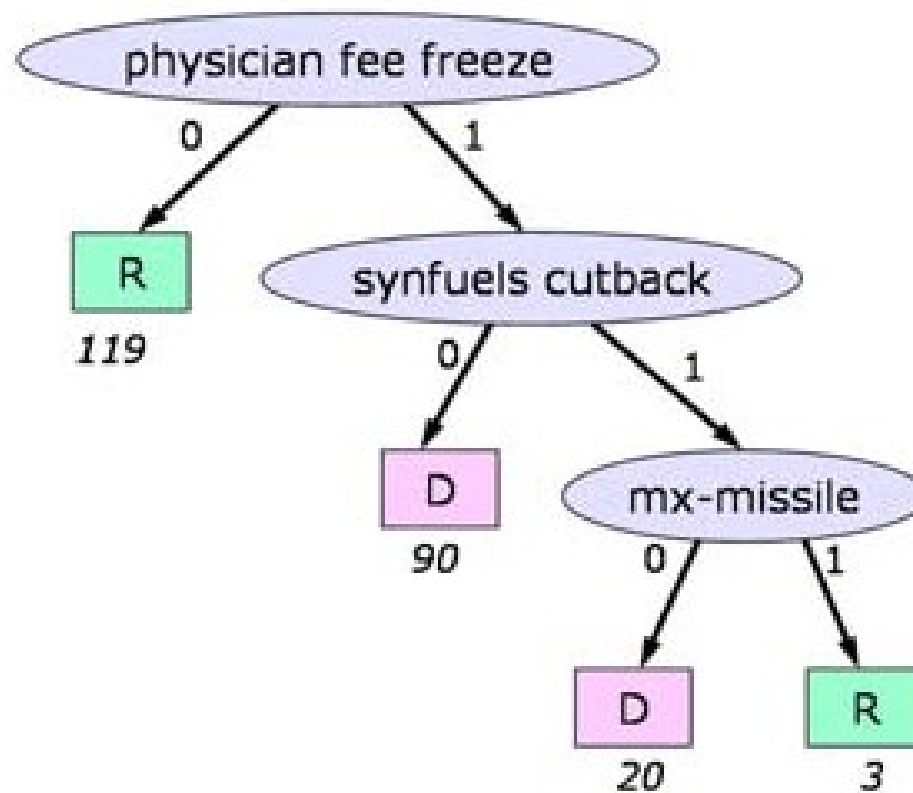 physician fee freeze
0 1
R
119
synfuels cutback
0 1
D
90
mx-missile
0 1
D R
20 3